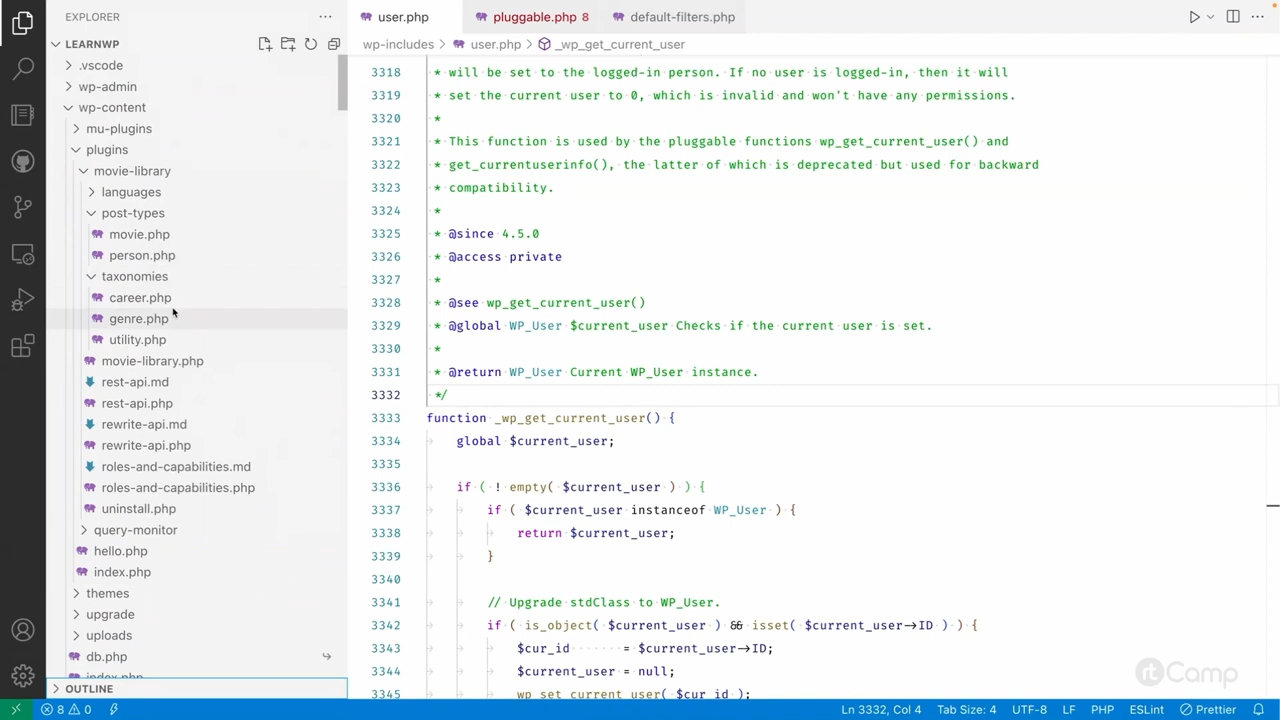 EXPLORER
user.php
pluggable.php 8
default-filters.php
LEARNWP
wp-includes > user.php > _wp_get_current_user
.vscode
wp-admin
wp-content
mu-plugins
plugins
movie-library
languages
post-types
movie.php
person.php
taxonomies
career.php
genre.php
utility.php
movie-library.php
rest-api.md
rest-api.php
rewrite-api.md
rewrite-api.php
roles-and-capabilities.md
roles-and-capabilities.php
uninstall.php
query-monitor
hello.php
index.php
themes
upgrade
uploads
db.php
index.php
OUTLINE
3318 * will be set to the logged-in person. If no user is logged-in, then it will
3319 * set the current user to 0, which is invalid and won't have any permissions.
3320 *
3321 * This function is used by the pluggable functions wp_get_current_user() and
3322 * get_currentuserinfo(), the latter of which is deprecated but used for backward
3323 * compatibility.
3324 *
3325 * @since 4.5.0
3326 * @access private
3327 *
3328 * @see wp_get_current_user()
3329 * @global WP_User $current_user Checks if the current user is set.
3330 *
3331 * @return WP_User Current WP_User instance.
3332 */
3333 function _wp_get_current_user() {
3334 global $current_user;
3335
3336 if ( ! empty( $current_user ) ) {
3337 if ( $current_user instanceof WP_User ) {
3338 return $current_user;
3339 }
3340
3341 // Upgrade stdClass to WP_User.
3342 if ( is_object( $current_user ) && isset( $current_user->ID ) ) {
3343 $cur_id = $current_user->ID;
3344 $current_user = null;
3345 wp_set_current_user( $cur_id );
rtCamp
8 0
Ln 3332, Col 4
Tab Size: 4
UTF-8
LF
PHP
ESLint
Prettier